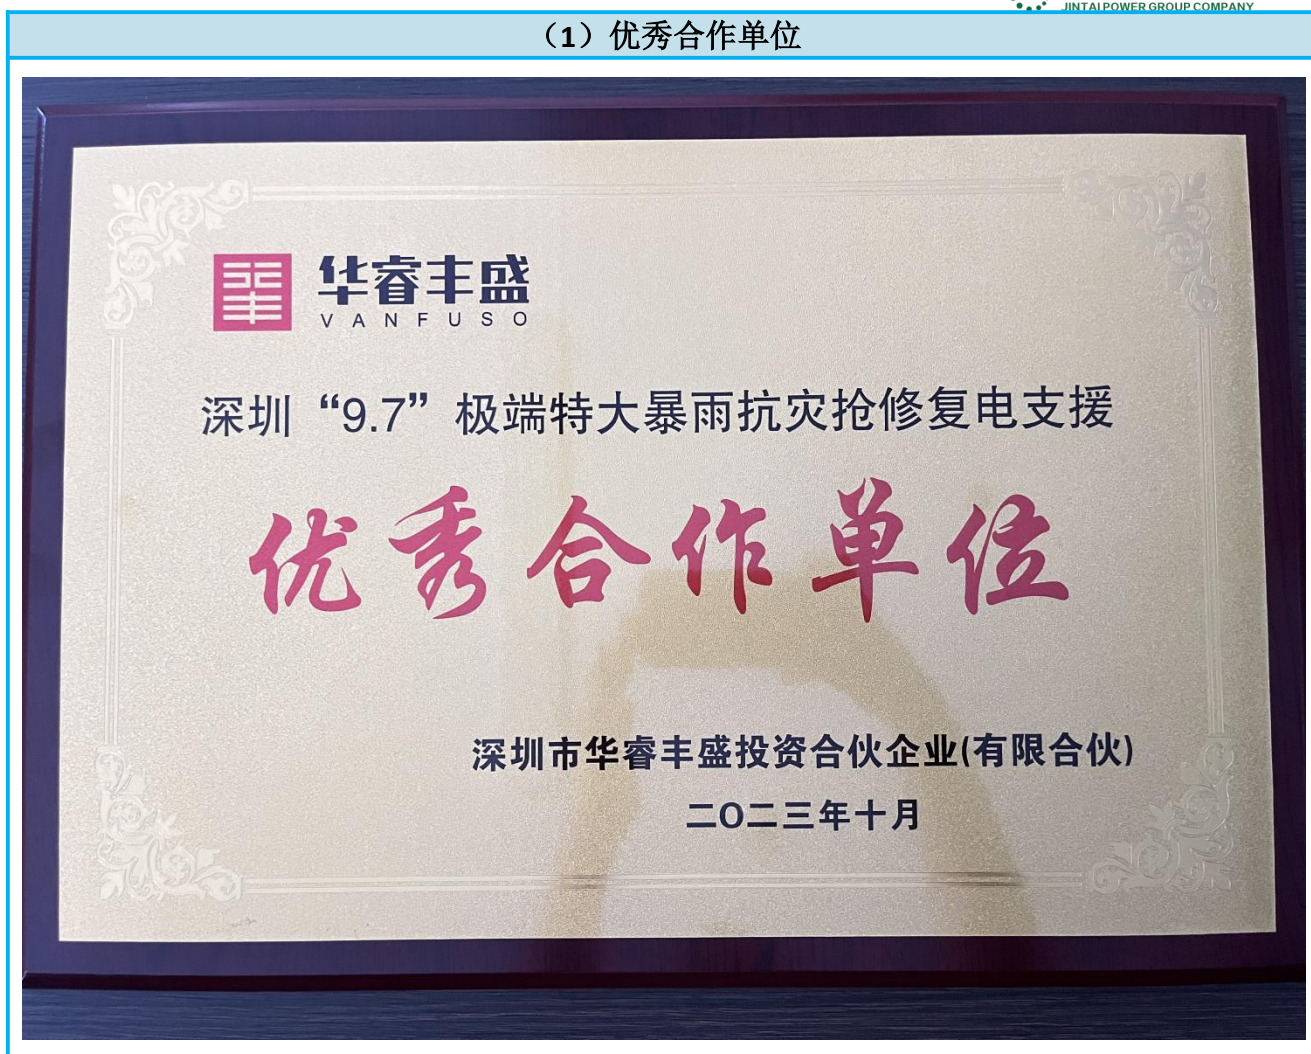 JINTAI POWER GROUP COMPANY
（1）优秀合作单位
华睿丰盛
VANFUSO
深圳“9.7”极端特大暴雨抗灾抢修复电支援
优秀合作单位
深圳市华睿丰盛投资合伙企业(有限合伙)
二〇二三年十月